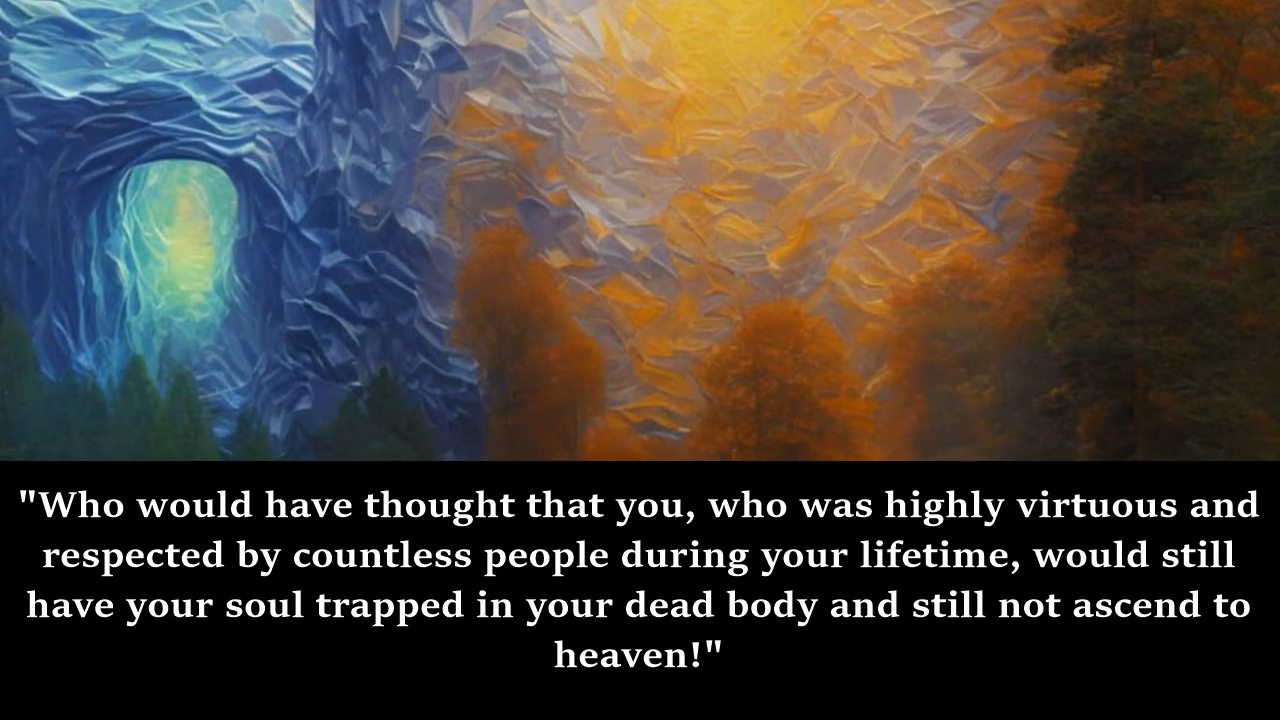 "Who would have thought that you, who was highly virtuous and
respected by countless people during your lifetime, would still
have your soul trapped in your dead body and still not ascend to
heaven!"